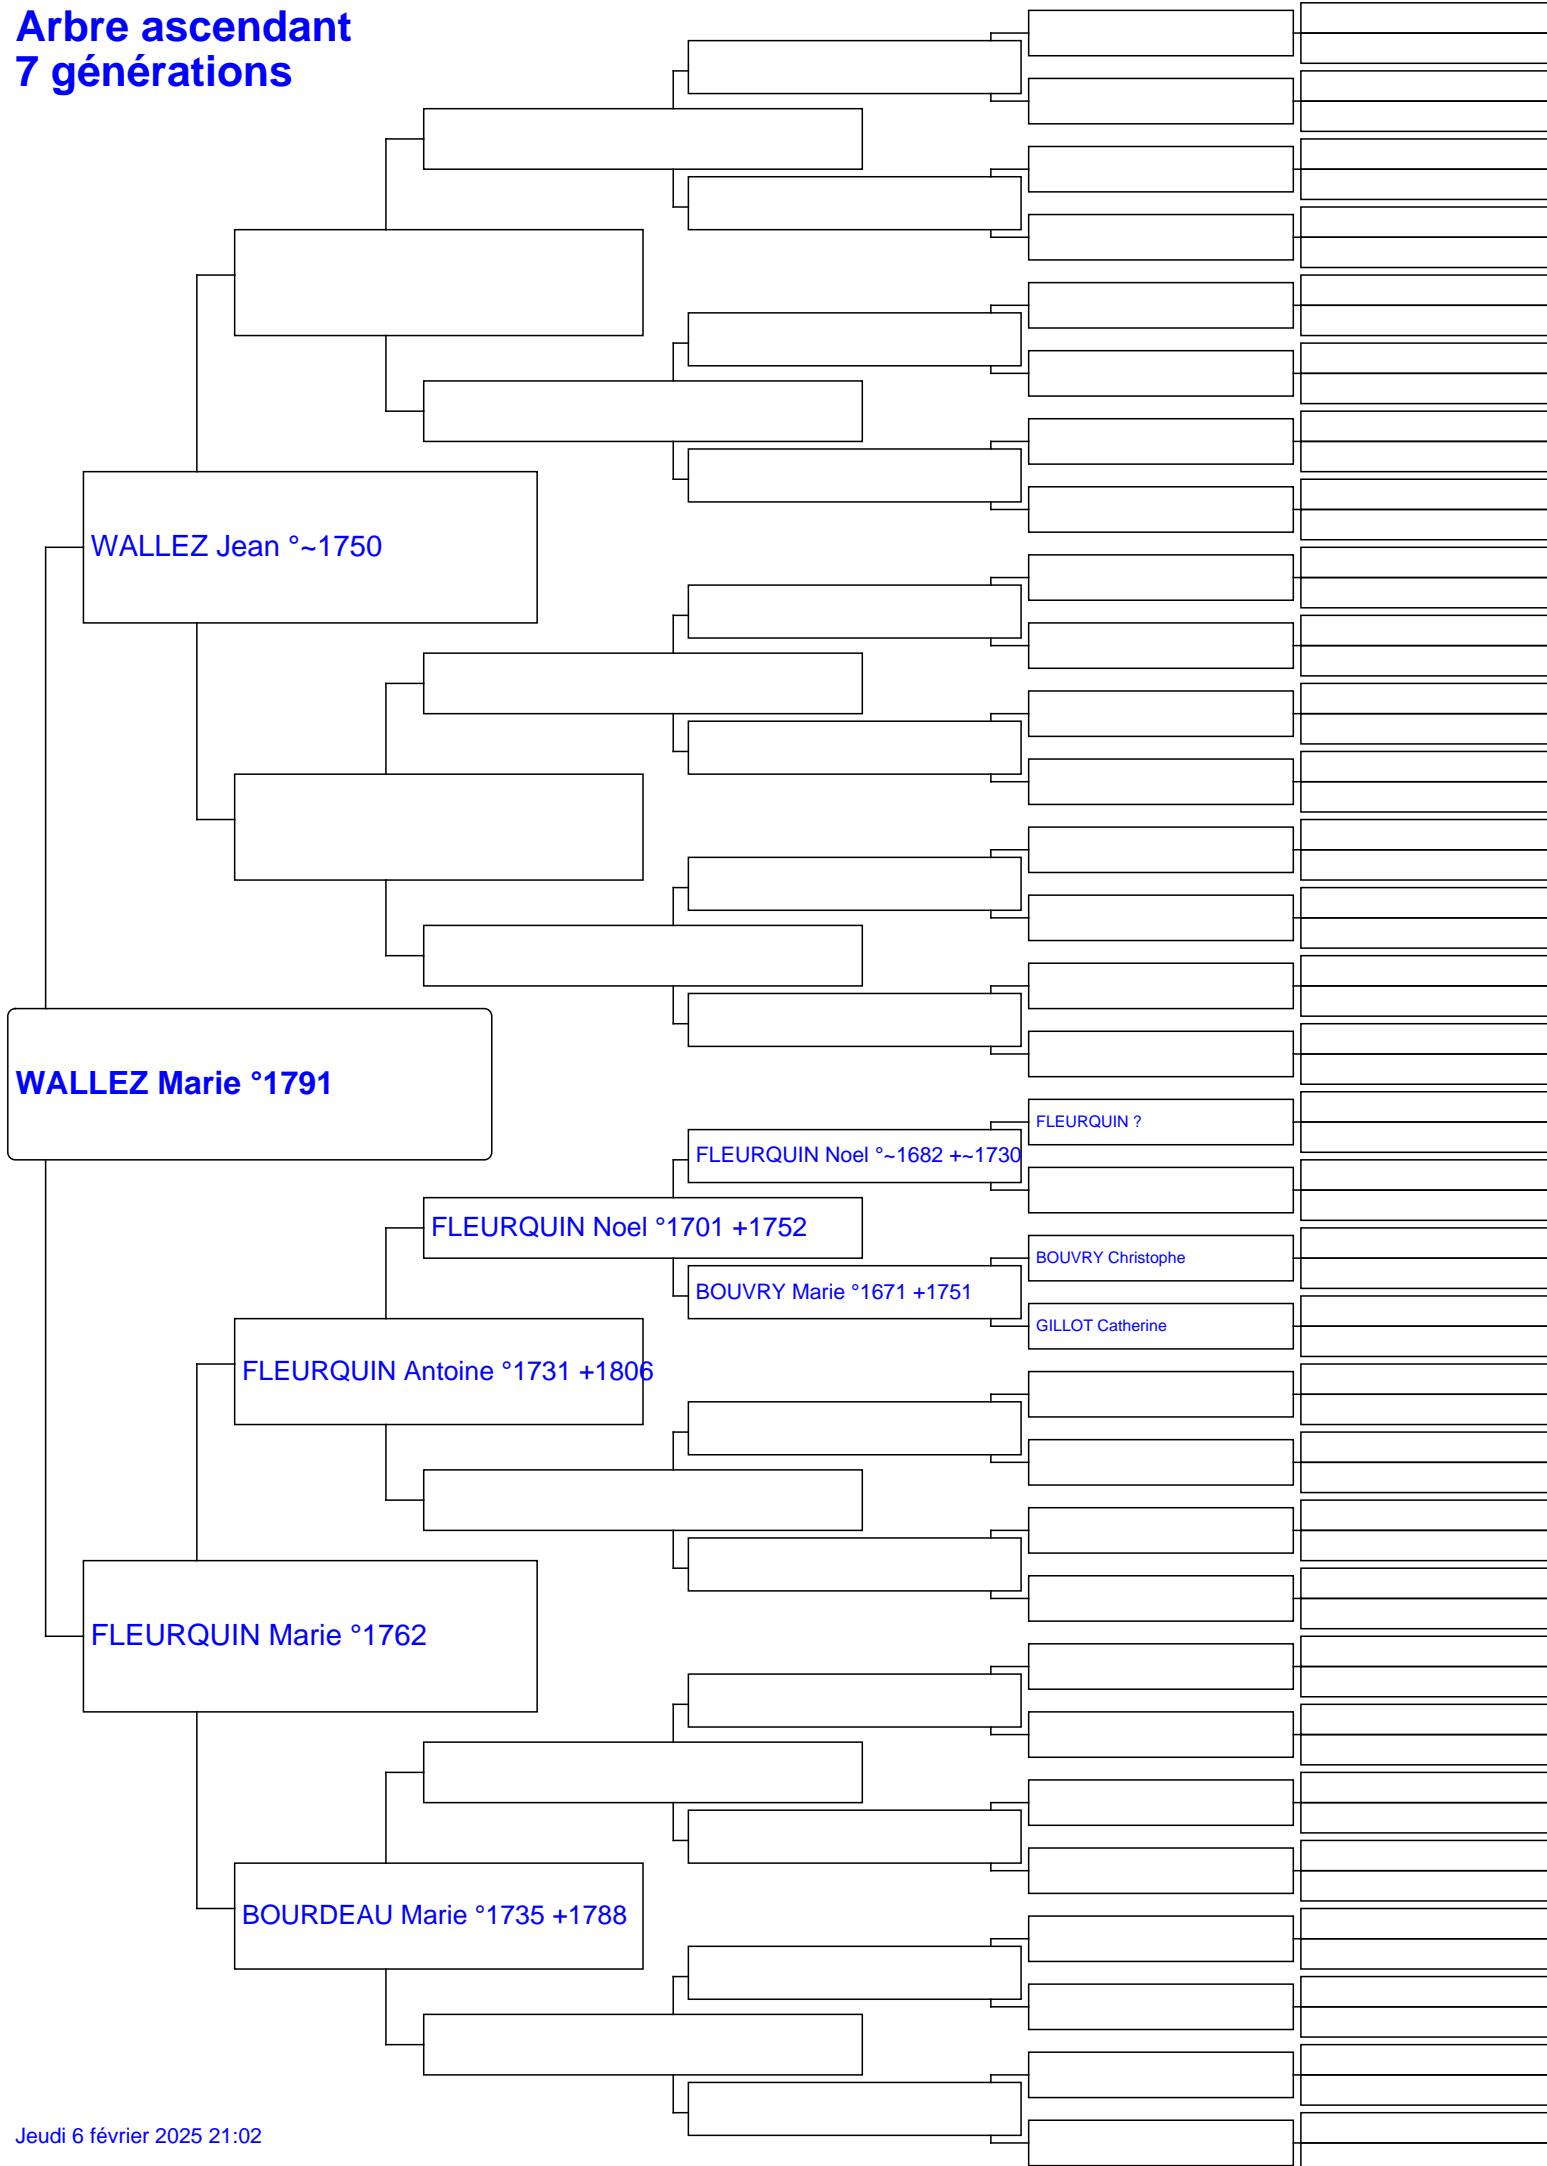 Arbre ascendant
7 générations
WALLEZ Jean °~1750
WALLEZ Marie °1791
FLEURQUIN ?
FLEURQUIN Noel °~1682 +~1730
FLEURQUIN Noel °1701 +1752
BOUVRY Christophe
BOUVRY Marie °1671 +1751
GILLOT Catherine
FLEURQUIN Antoine °1731 +1806
FLEURQUIN Marie °1762
BOURDEAU Marie °1735 +1788
Jeudi 6 février 2025 21:02